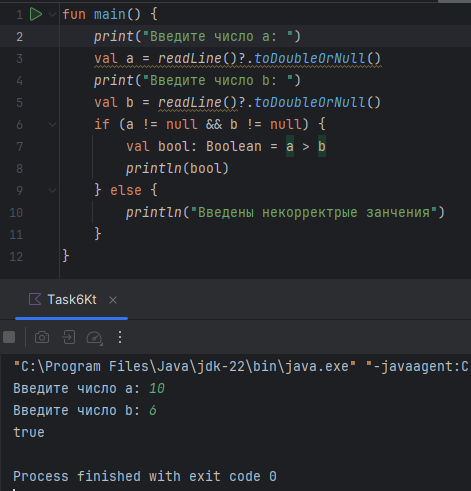 1 fun main() {
2 print("Введите число a: ")
3 val a = readLine()?.toDoubleOrNull()
4 print("Введите число b: ")
5 val b = readLine()?.toDoubleOrNull()
6 if (a != null && b != null) {
7 val bool: Boolean = a > b
8 println(bool)
9 } else {
10 println("Введены некорректрые занчения")
11 }
12 }
Task6Kt ×
"C:\Program Files\Java\jdk-22\bin\java.exe" "-javaagent:C
Введите число a: 10
Введите число b: 6
true
Process finished with exit code 0